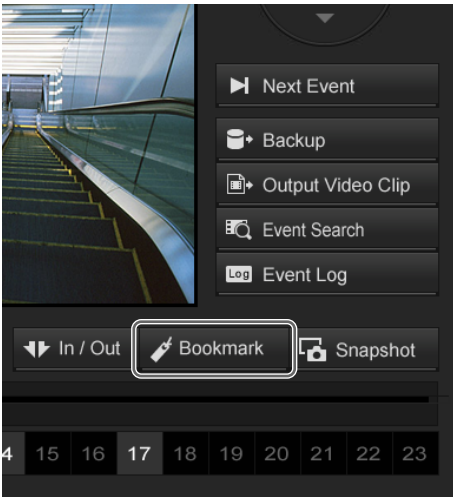 Next Event
Backup
Output Video Clip
Event Search
Log Event Log
In / Out Bookmark Snapshot
4 15 16 17 18 19 20 21 22 23